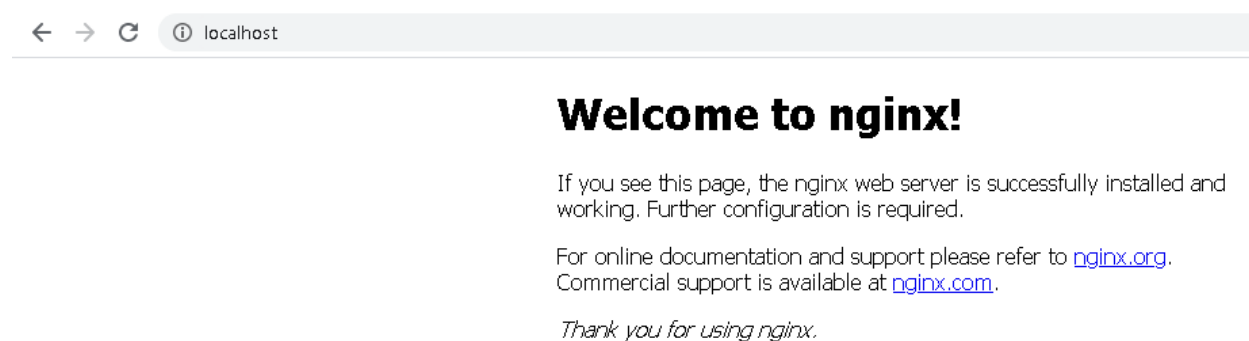 localhost
Welcome to nginx!
If you see this page, the nginx web server is successfully installed and
working. Further configuration is required.
For online documentation and support please refer to nginx.org.
Commercial support is available at nginx.com.
Thank you for using nginx.